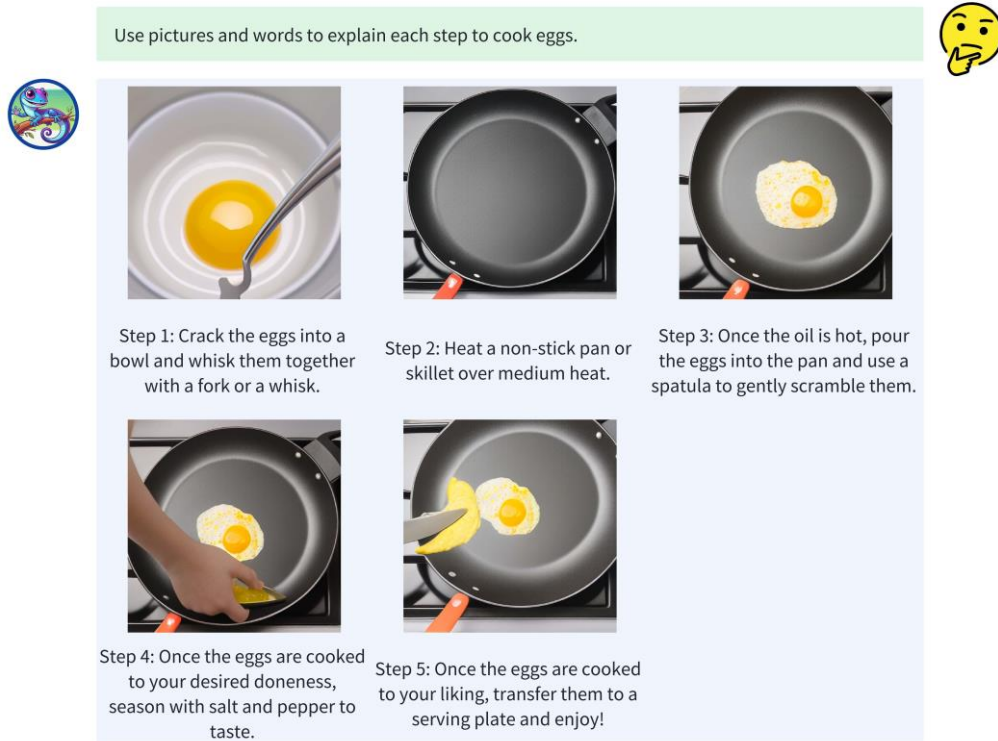 Use pictures and words to explain each step to cook eggs.
Step 1: Crack the eggs into a
bowl and whisk them together
with a fork or a whisk.
Step 2: Heat a non-stick pan or
skillet over medium heat.
Step 3: Once the oil is hot, pour
the eggs into the pan and use a
spatula to gently scramble them.
Step 4: Once the eggs are cooked
to your desired doneness,
season with salt and pepper to
taste.
Step 5: Once the eggs are cooked
to your liking, transfer them to a
serving plate and enjoy!